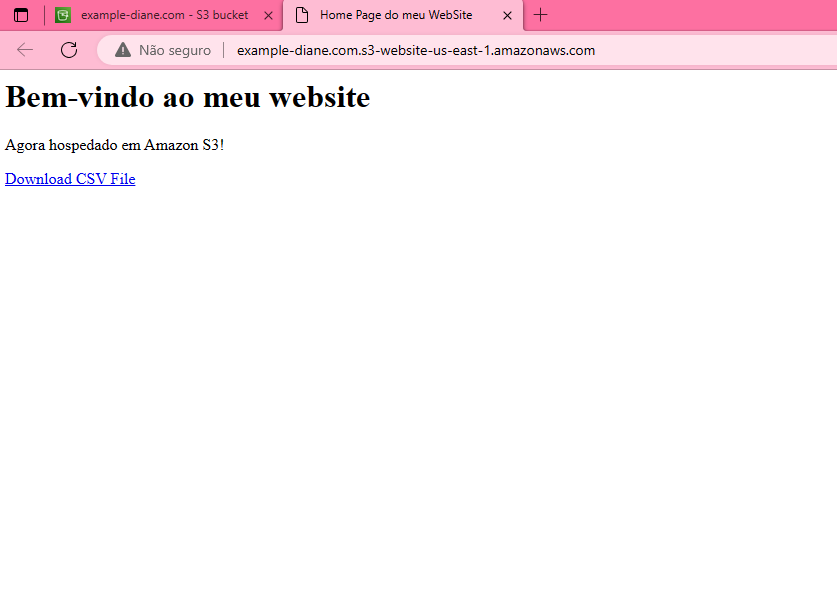 example-diane.com - S3 bucket
Home Page do meu WebSite
Não seguro
example-diane.com.s3-website-us-east-1.amazonaws.com
Bem-vindo ao meu website
Agora hospedado em Amazon S3!
Download CSV File